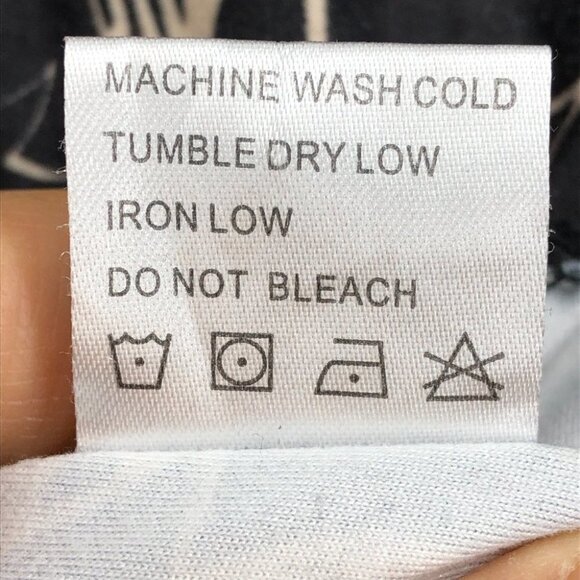 MACHINE WASH COLD
TUMBLE DRY LOW
IRON LOW
DO NOT BLEACH